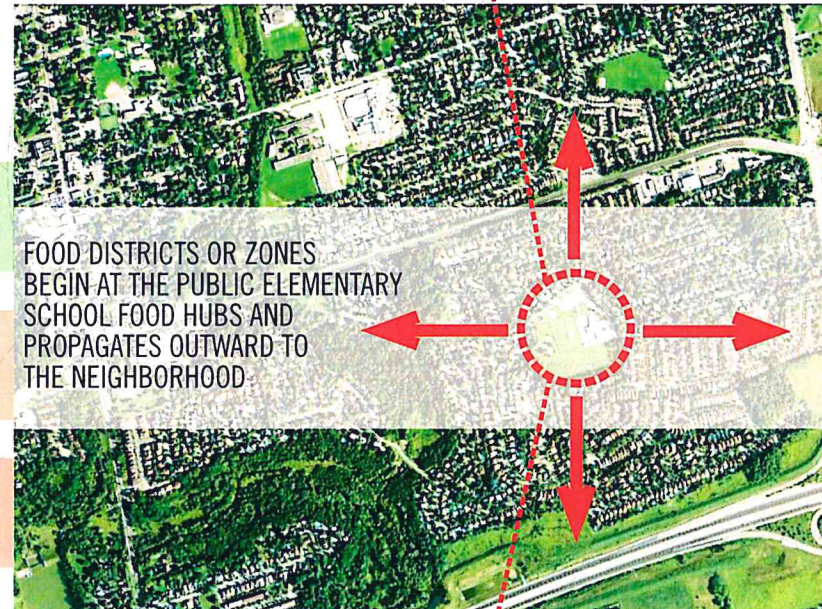 FOOD DISTRICTS OR ZONES
BEGIN AT THE PUBLIC ELEMENTARY
SCHOOL FOOD HUBS AND
PROPAGATES OUTWARD TO
THE NEIGHBORHOOD